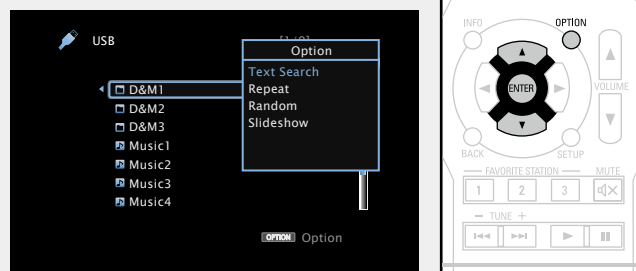 USB
[1/9]
Option
Text Search
Repeat
Random
Slideshow
D&M1
D&M2
D&M3
Music1
Music2
Music3
Music4
OPTION Option
INFO
OPTION
ENTER
VOLUME
BACK
SETUP
FAVORITE STATION
MUTE
1 2 3
TUNE